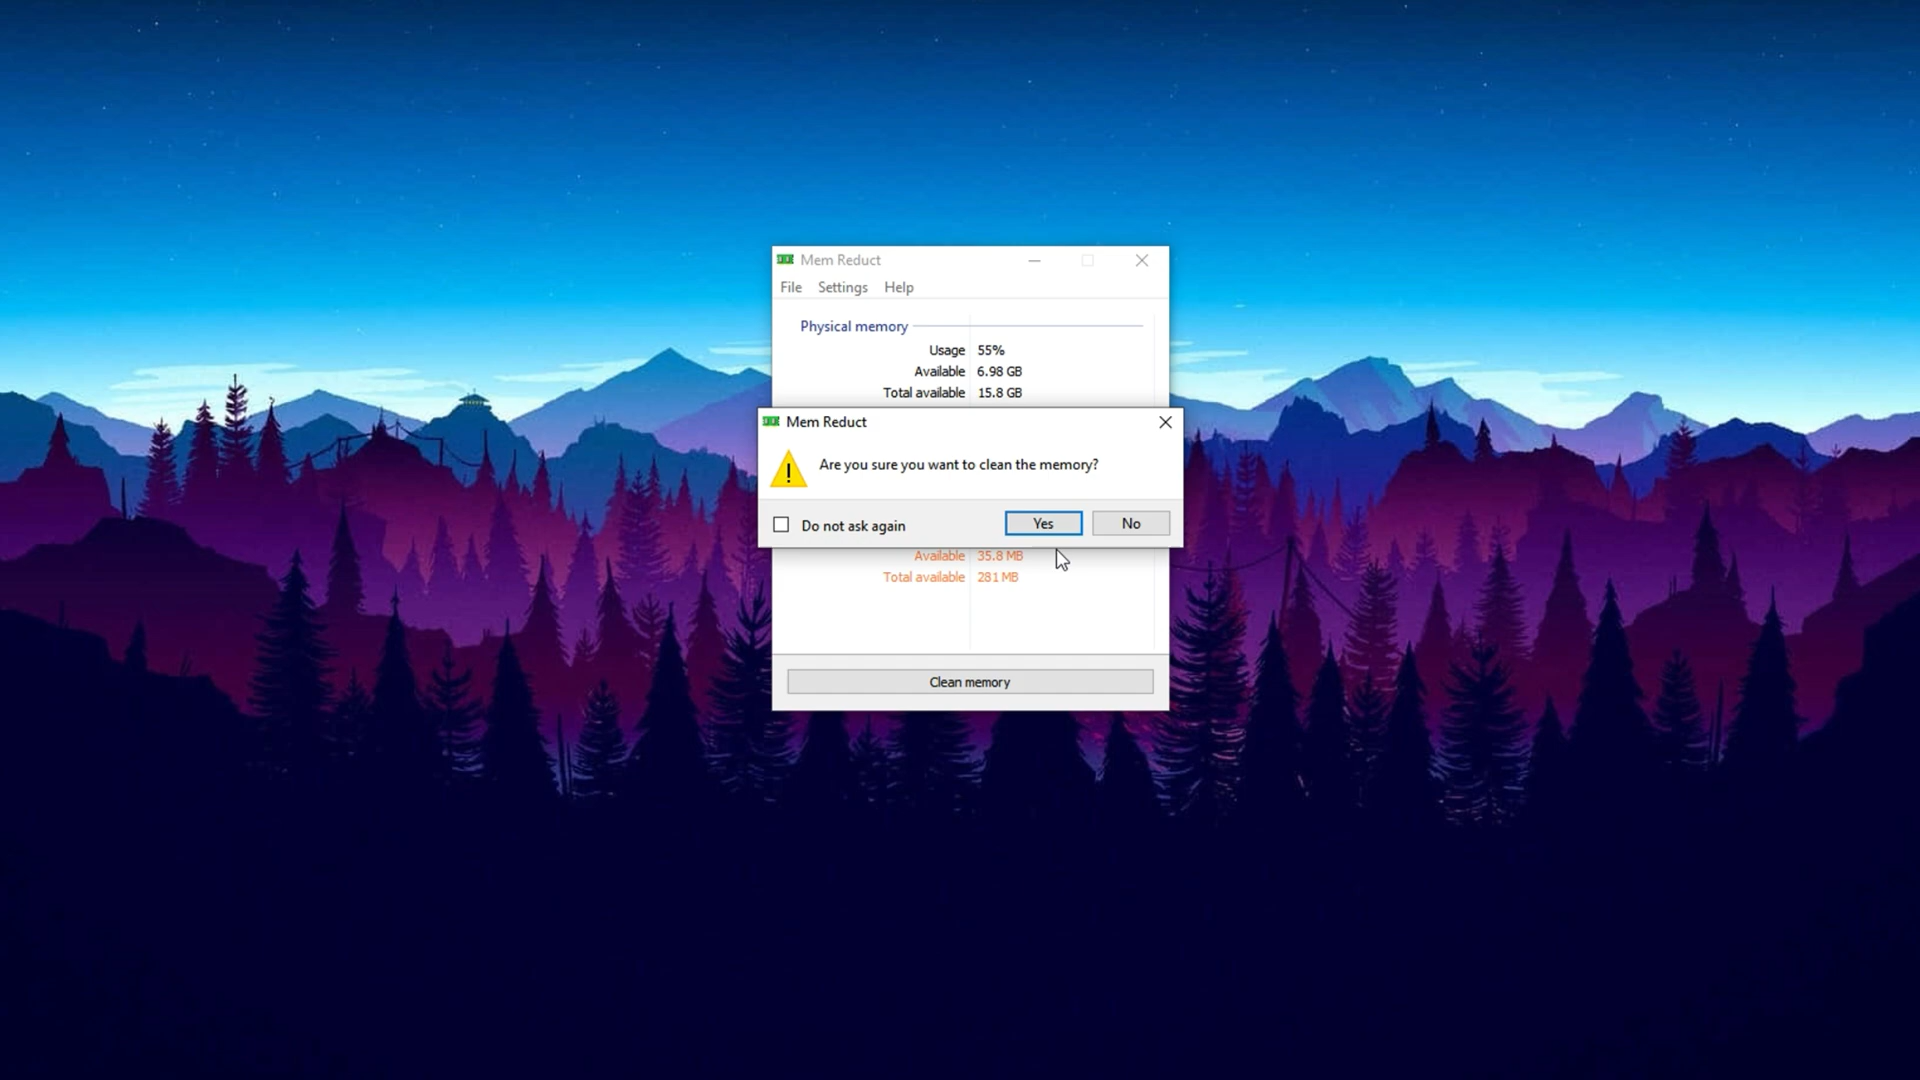 Mem Reduct
File Settings Help
Physical memory
Usage 55%
Available 6.98 GB
Total available 15.8 GB
Mem Reduct
Are you sure you want to clean the memory?
Do not ask again Yes No
Available 35.8 MB
Total available 281 MB
Clean memory